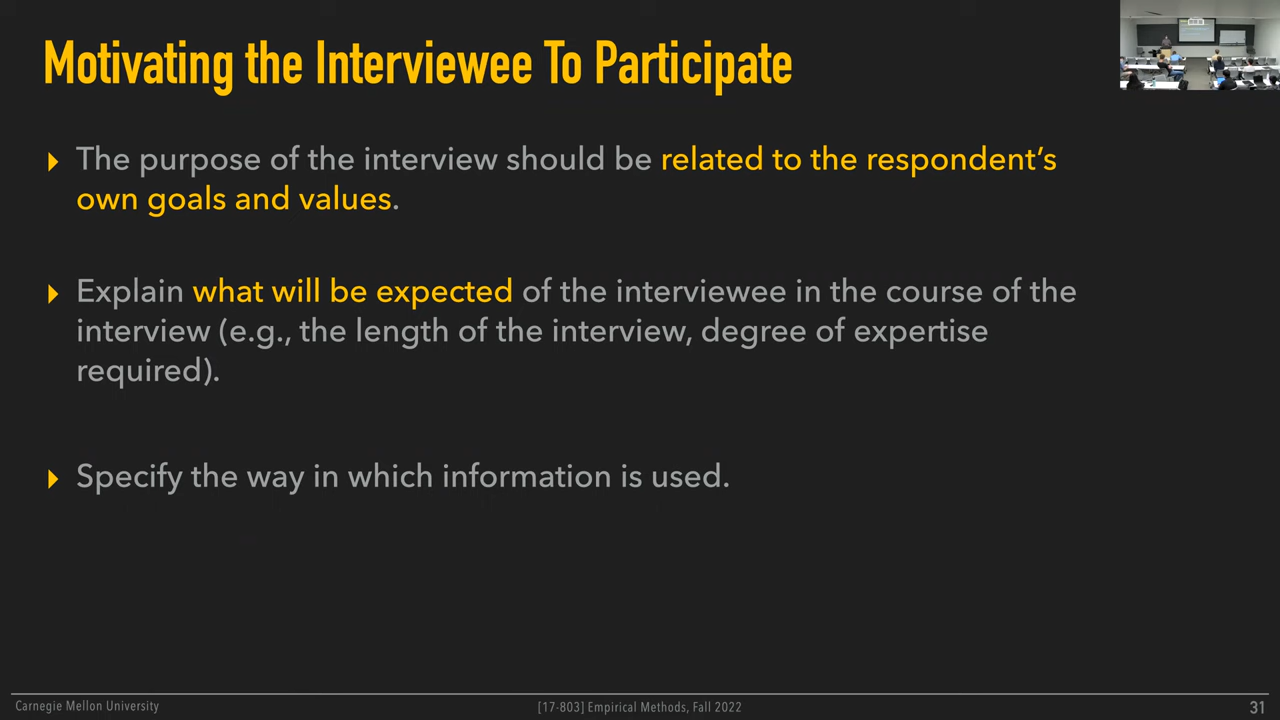 Motivating the Interviewee To Participate
The purpose of the interview should be related to the respondent’s
own goals and values.
Explain what will be expected of the interviewee in the course of the
interview (e.g., the length of the interview, degree of expertise
required).
Specify the way in which information is used.
Carnegie Mellon University
[17-803] Empirical Methods, Fall 2022
31